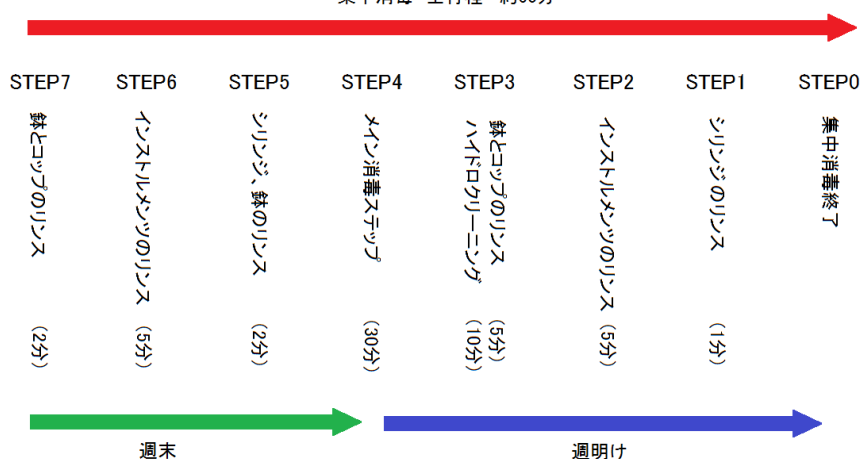 STEP7
STEP6
STEP5
STEP4
STEP3
STEP2
STEP1
STEP0
鉢とコップのリンス (2分)
インストルメンツのリンス (5分)
シリンジ、鉢のリンス (2分)
メイン消毒ステップ (30分)
鉢とコップのリンス (5分)
ハイドロクリーニング (10分)
インストルメンツのリンス (5分)
シリンジのリンス (1分)
集中消毒終了
週末
週明け